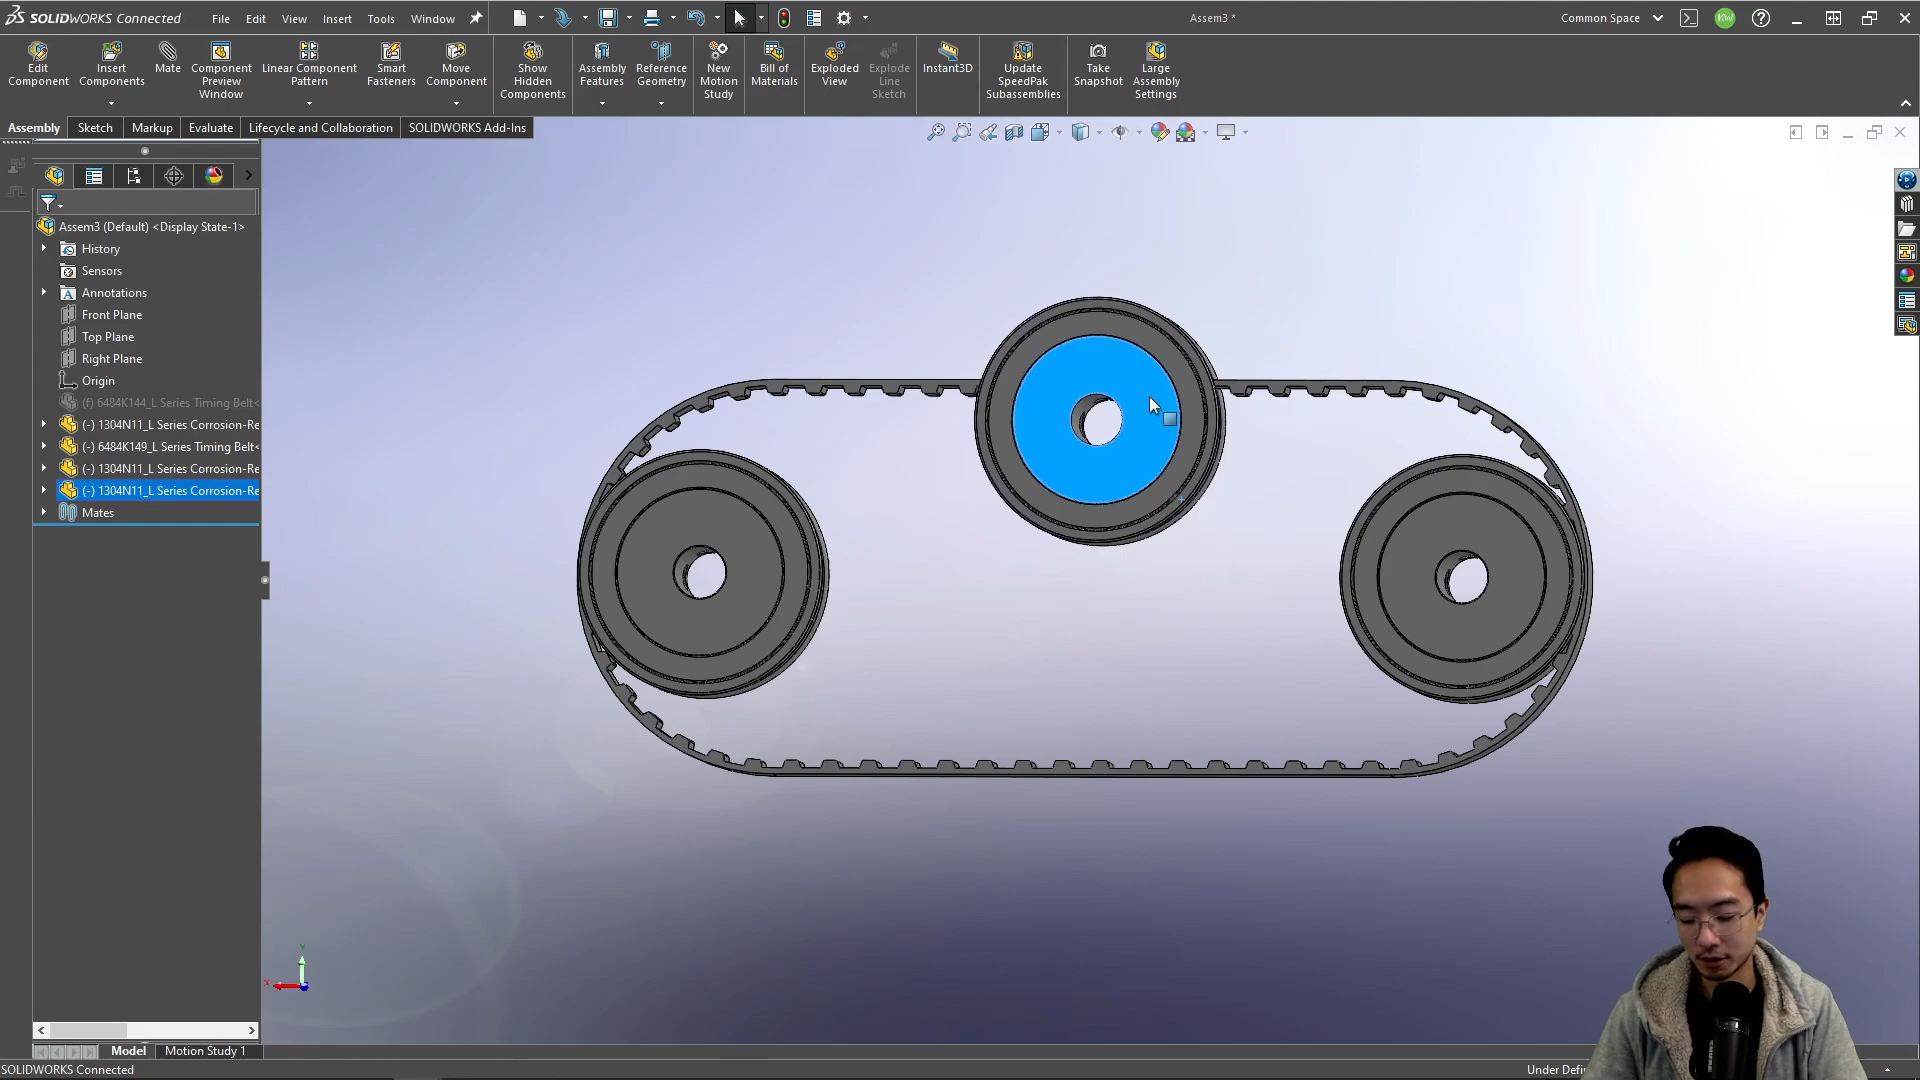 SOLIDWORKS Connected
File Edit View Insert Tools Window
Assem3 *
Common Space
KW
Edit Component
Insert Components
Mate
Component Preview Window
Linear Component Pattern
Smart Fasteners
Move Component
Show Hidden Components
Assembly Features
Reference Geometry
New Motion Study
Bill of Materials
Exploded View
Explode Line Sketch
Instant3D
Update SpeedPak Subassemblies
Take Snapshot
Large Assembly Settings
Assembly Sketch Markup Evaluate Lifecycle and Collaboration SOLIDWORKS Add-Ins
Assem3 (Default) <Display State-1>
History
Sensors
Annotations
Front Plane
Top Plane
Right Plane
Origin
(f) 6484K144_L Series Timing Belt<
(-) 1304N11_L Series Corrosion-Re
(-) 6484K149_L Series Timing Belt<
(-) 1304N11_L Series Corrosion-Re
(-) 1304N11_L Series Corrosion-Re
Mates
Y
X
Model Motion Study 1
SOLIDWORKS Connected
Under Defi